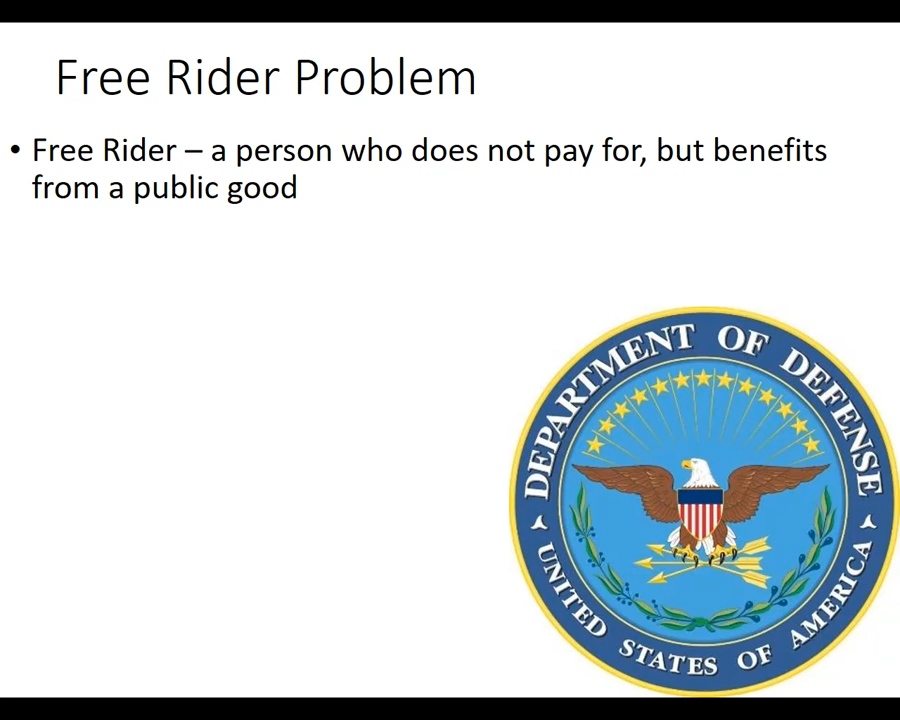 Free Rider Problem
• Free Rider – a person who does not pay for, but benefits
from a public good
DEPARTMENT OF DEFENSE
UNITED STATES OF AMERICA